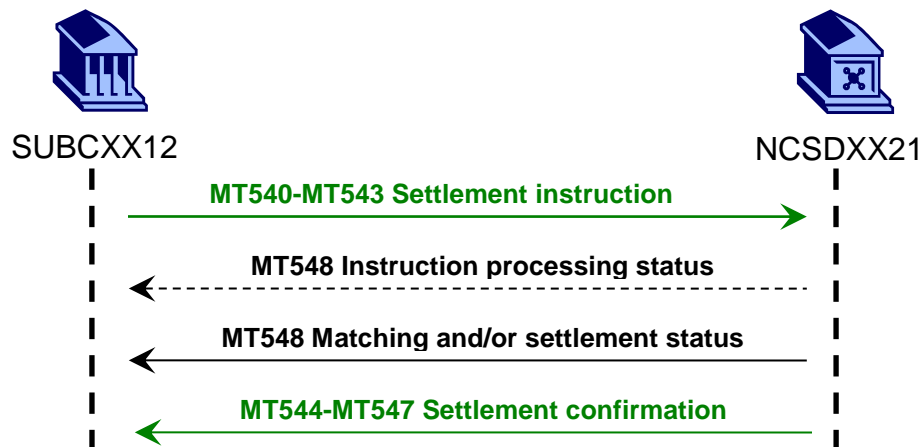 SUBCXX12
NCSDXX21
MT540-MT543 Settlement instruction
MT548 Instruction processing status
MT548 Matching and/or settlement status
MT544-MT547 Settlement confirmation